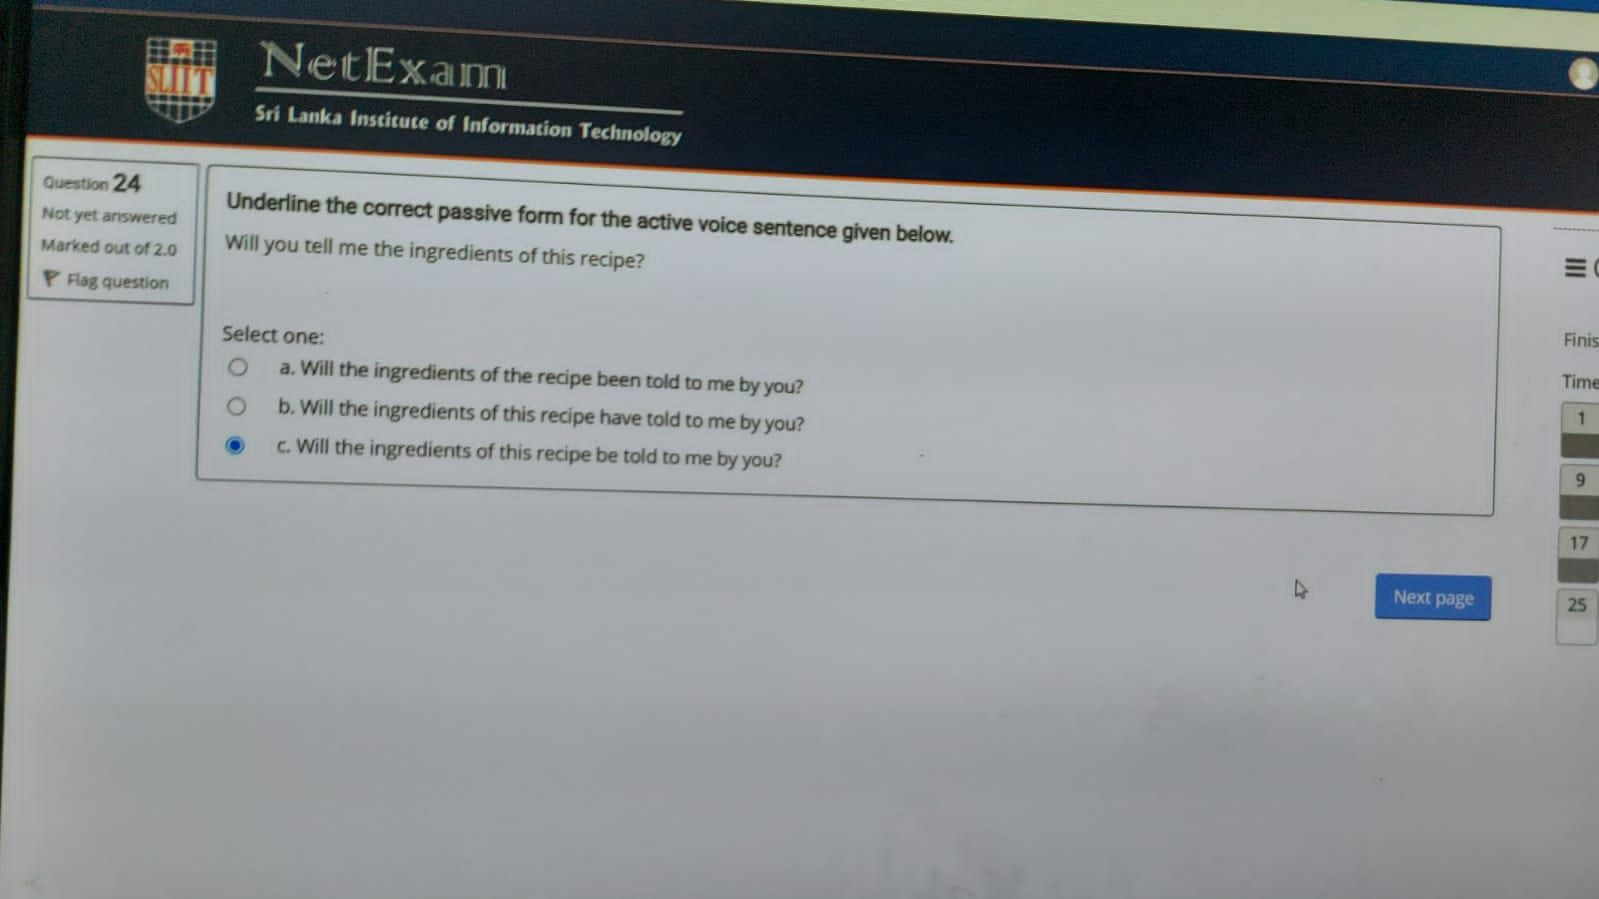 SLIIT
NetExam
Sri Lanka Institute of Information Technology
Question 24
Not yet answered
Marked out of 2.0
Flag question
Underline the correct passive form for the active voice sentence given below.
Will you tell me the ingredients of this recipe?
Select one:
a. Will the ingredients of the recipe been told to me by you?
b. Will the ingredients of this recipe have told to me by you?
c. Will the ingredients of this recipe be told to me by you?
Next page
Finis
Time
1
9
17
25